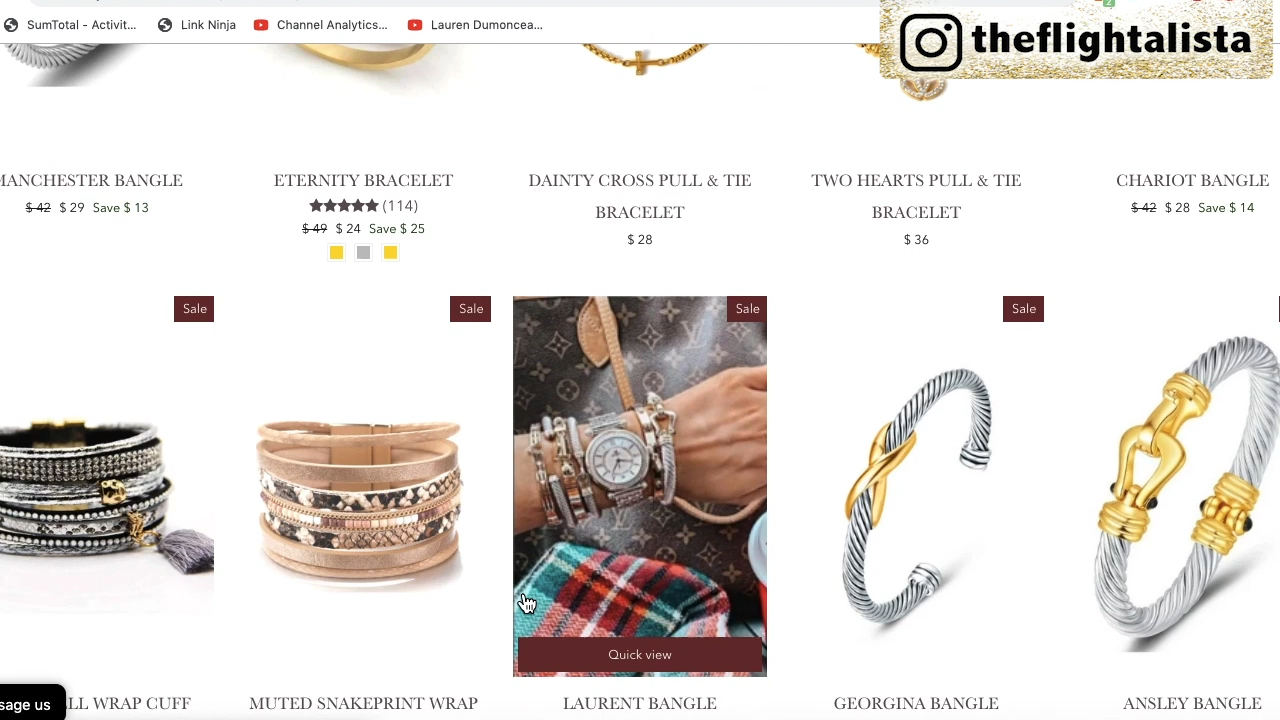 SumTotal - Activit...
Link Ninja
Channel Analytics...
Lauren Dumoncea...
2
theflightalista
MANCHESTER BANGLE
$ 42 $ 29 Save $ 13
ETERNITY BRACELET
(114)
$ 49 $ 24 Save $ 25
DAINTY CROSS PULL & TIE
BRACELET
$ 28
TWO HEARTS PULL & TIE
BRACELET
$ 36
CHARIOT BANGLE
$ 42 $ 28 Save $ 14
Sale
Sale
Sale
Sale
Quick view
sage us
ELL WRAP CUFF
MUTED SNAKEPRINT WRAP
LAURENT BANGLE
GEORGINA BANGLE
ANSLEY BANGLE